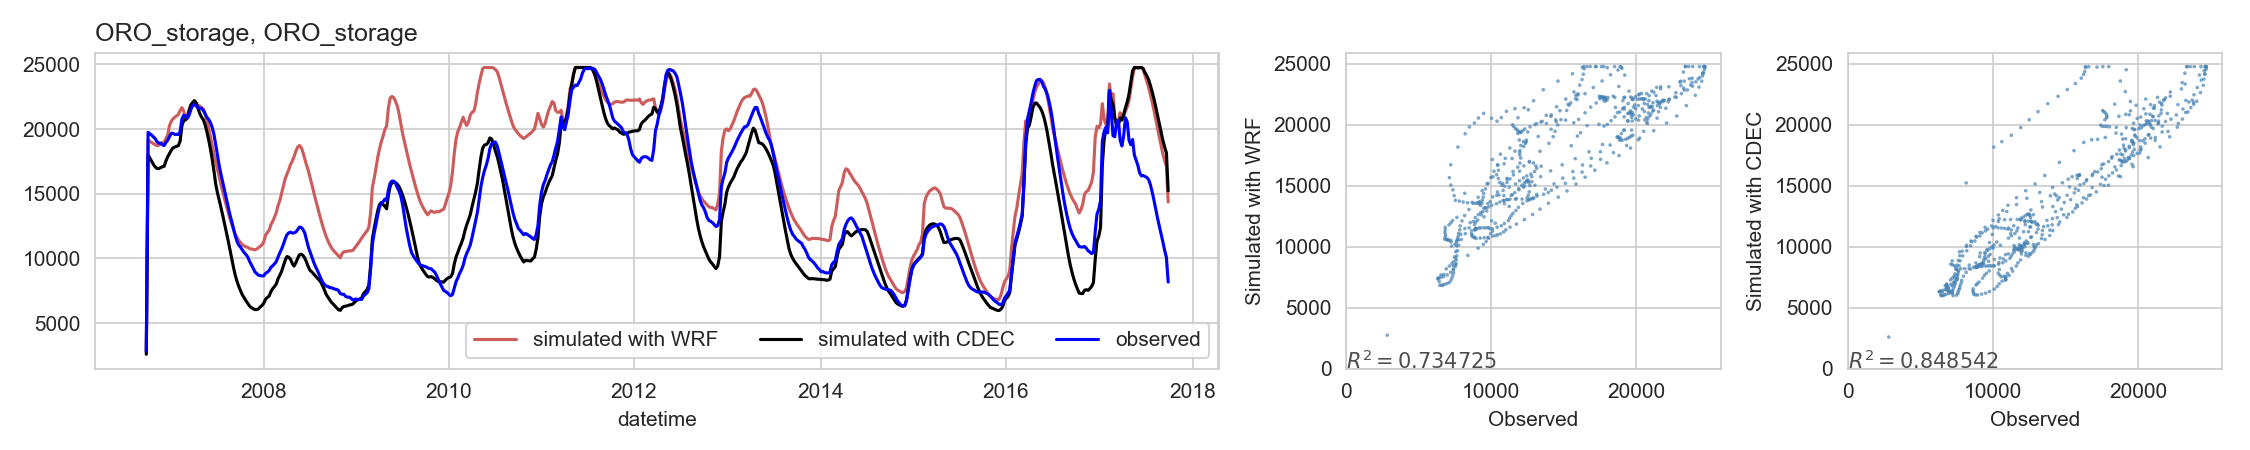 ORO_storage, ORO_storage
25000
20000
15000
10000
5000
simulated with WRF
simulated with CDEC
observed
2008
2010
2012
2014
2016
2018
datetime
Simulated with WRF
25000
20000
15000
10000
5000
0
R² = 0.734725
0
10000
20000
Observed
Simulated with CDEC
25000
20000
15000
10000
5000
0
R² = 0.848542
0
10000
20000
Observed